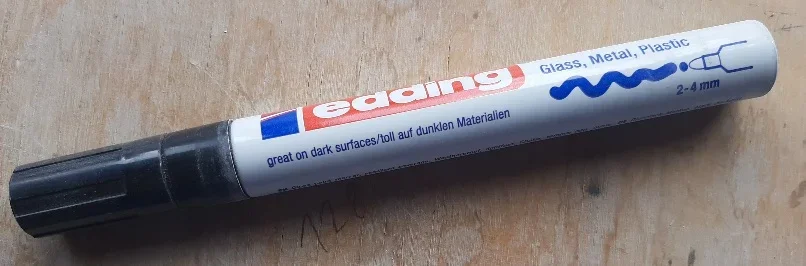 edding
Glass, Metal, Plastic
2-4 mm
great on dark surfaces/toll auf dunklen Materialien